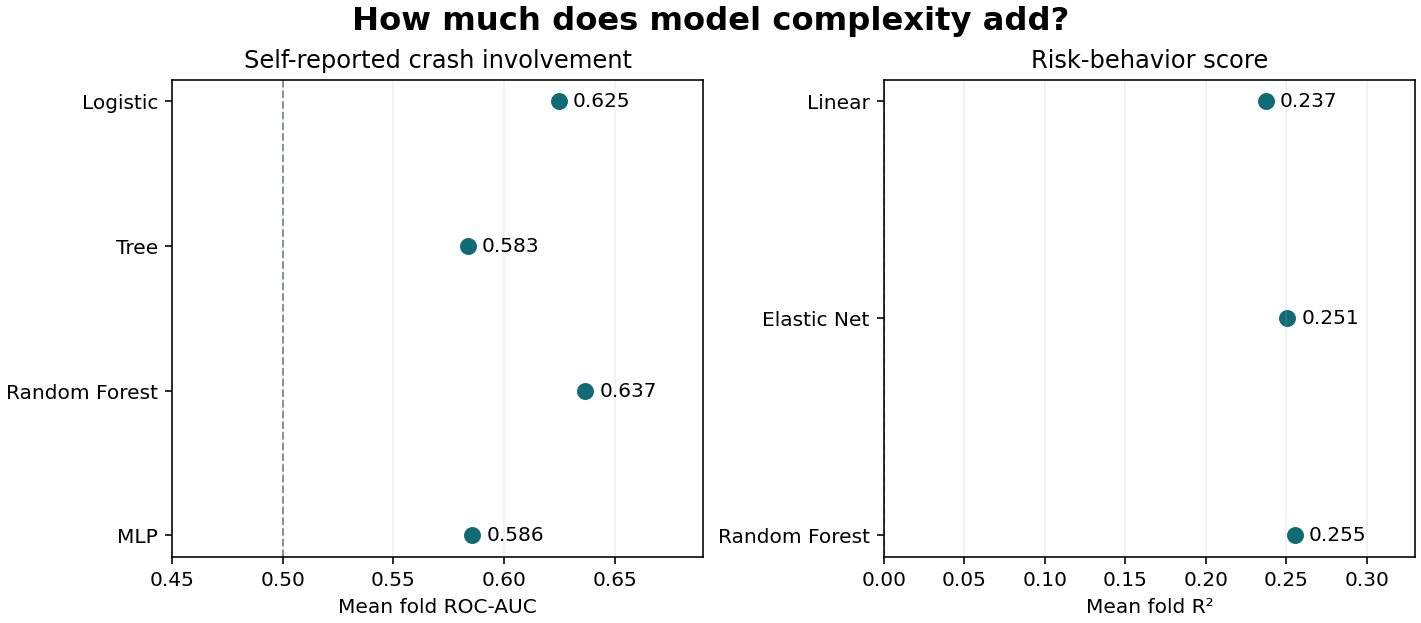 How much does model complexity add?
Self-reported crash involvement
Logistic
0.625
Tree
0.583
Random Forest
0.637
MLP
0.586
0.45 0.50 0.55 0.60 0.65
Mean fold ROC-AUC
Risk-behavior score
Linear
0.237
Elastic Net
0.251
Random Forest
0.255
0.00 0.05 0.10 0.15 0.20 0.25 0.30
Mean fold R²